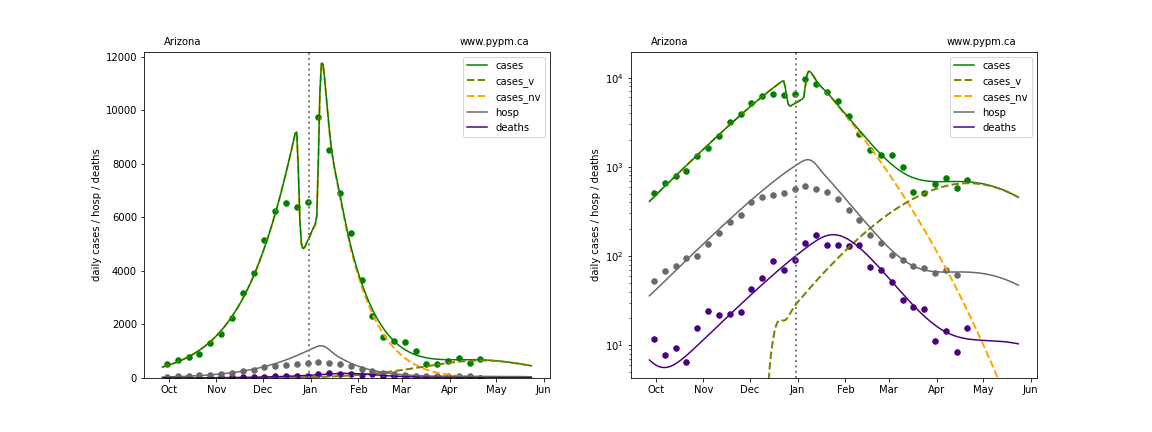 Arizona www.pypm.ca
12000
10000
8000
6000
4000
2000
0
daily cases / hosp / deaths
cases
cases_v
cases_nv
hosp
deaths
Oct Nov Dec Jan Feb Mar Apr May Jun
Arizona www.pypm.ca
10⁴
10³
10²
10¹
daily cases / hosp / deaths
cases
cases_v
cases_nv
hosp
deaths
Oct Nov Dec Jan Feb Mar Apr May Jun